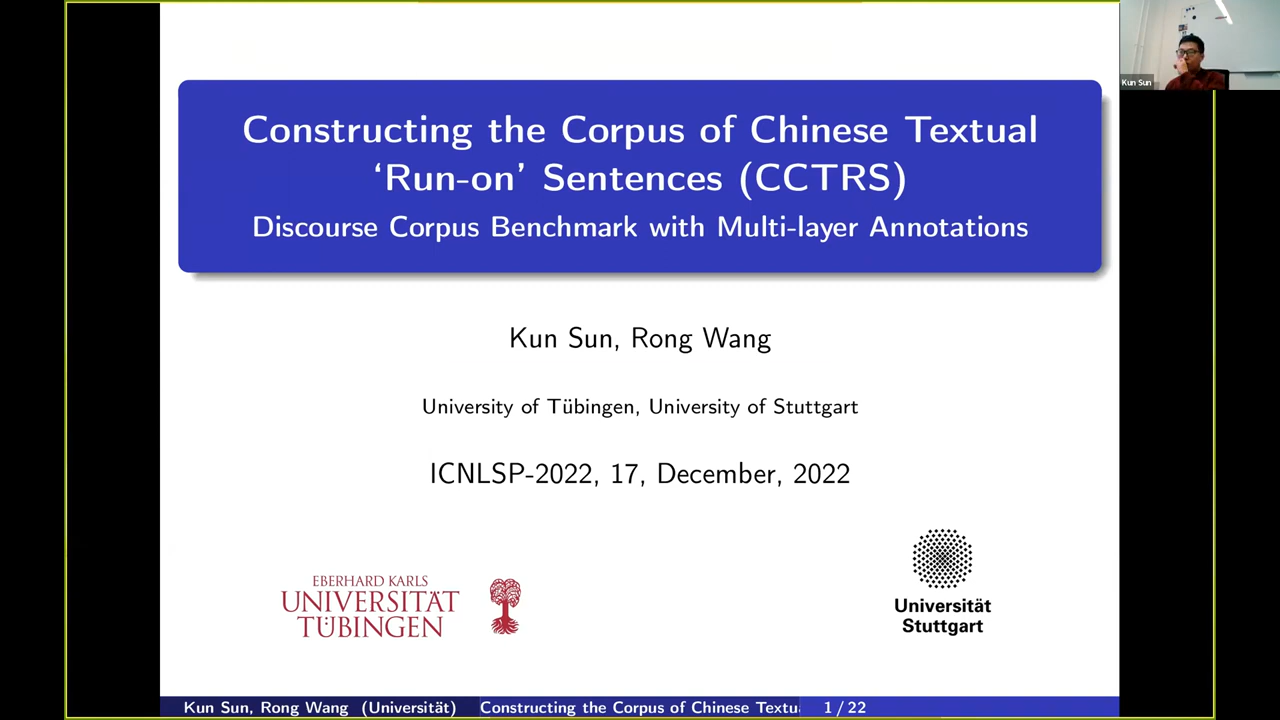 Kun Sun
Constructing the Corpus of Chinese Textual
‘Run-on’ Sentences (CCTRS)
Discourse Corpus Benchmark with Multi-layer Annotations
Kun Sun, Rong Wang
University of Tübingen, University of Stuttgart
ICNLSP-2022, 17, December, 2022
EBERHARD KARLS
UNIVERSITÄT
TÜBINGEN
Universität
Stuttgart
Kun Sun, Rong Wang (Universität) Constructing the Corpus of Chinese Textua 1 / 22